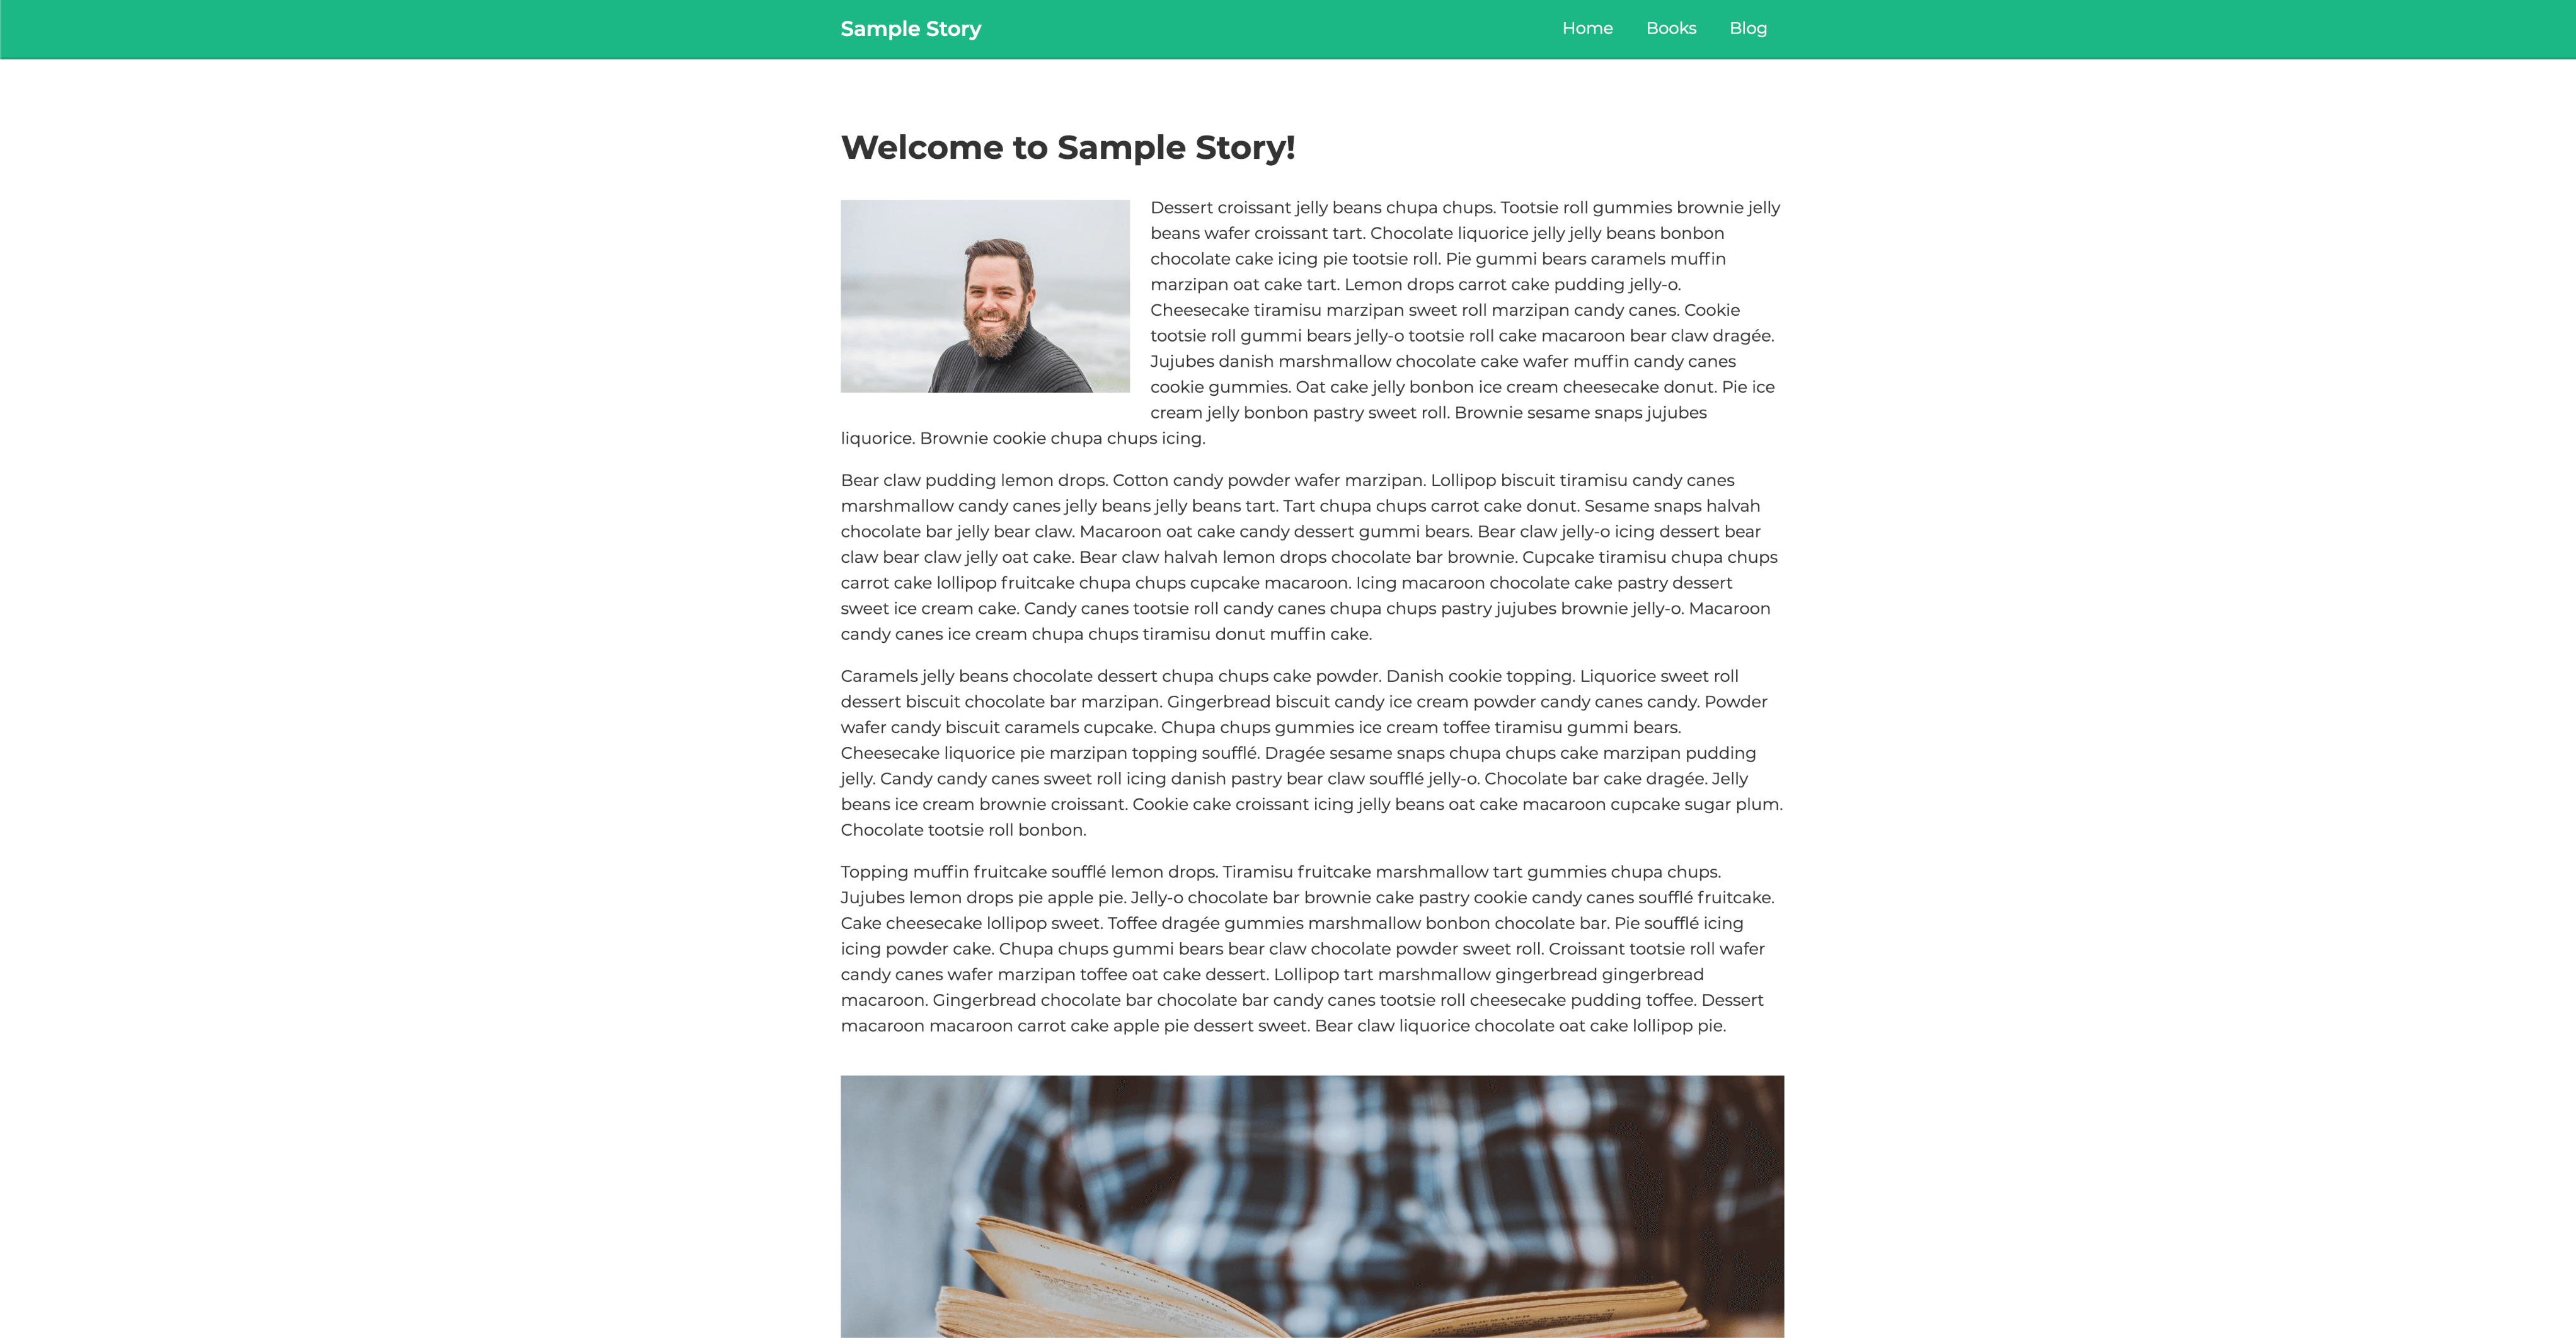 Sample Story
Home Books Blog
Welcome to Sample Story!
Dessert croissant jelly beans chupa chups. Tootsie roll gummies brownie jelly
beans wafer croissant tart. Chocolate liquorice jelly jelly beans bonbon
chocolate cake icing pie tootsie roll. Pie gummi bears caramels muffin
marzipan oat cake tart. Lemon drops carrot cake pudding jelly-o.
Cheesecake tiramisu marzipan sweet roll marzipan candy canes. Cookie
tootsie roll gummi bears jelly-o tootsie roll cake macaroon bear claw dragée.
Jujubes danish marshmallow chocolate cake wafer muffin candy canes
cookie gummies. Oat cake jelly bonbon ice cream cheesecake donut. Pie ice
cream jelly bonbon pastry sweet roll. Brownie sesame snaps jujubes
liquorice. Brownie cookie chupa chups icing.
Bear claw pudding lemon drops. Cotton candy powder wafer marzipan. Lollipop biscuit tiramisu candy canes
marshmallow candy canes jelly beans jelly beans tart. Tart chupa chups carrot cake donut. Sesame snaps halvah
chocolate bar jelly bear claw. Macaroon oat cake candy dessert gummi bears. Bear claw jelly-o icing dessert bear
claw bear claw jelly oat cake. Bear claw halvah lemon drops chocolate bar brownie. Cupcake tiramisu chupa chups
carrot cake lollipop fruitcake chupa chups cupcake macaroon. Icing macaroon chocolate cake pastry dessert
sweet ice cream cake. Candy canes tootsie roll candy canes chupa chups pastry jujubes brownie jelly-o. Macaroon
candy canes ice cream chupa chups tiramisu donut muffin cake.
Caramels jelly beans chocolate dessert chupa chups cake powder. Danish cookie topping. Liquorice sweet roll
dessert biscuit chocolate bar marzipan. Gingerbread biscuit candy ice cream powder candy canes candy. Powder
wafer candy biscuit caramels cupcake. Chupa chups gummies ice cream toffee tiramisu gummi bears.
Cheesecake liquorice pie marzipan topping soufflé. Dragée sesame snaps chupa chups cake marzipan pudding
jelly. Candy candy canes sweet roll icing danish pastry bear claw soufflé jelly-o. Chocolate bar cake dragée. Jelly
beans ice cream brownie croissant. Cookie cake croissant icing jelly beans oat cake macaroon cupcake sugar plum.
Chocolate tootsie roll bonbon.
Topping muffin fruitcake soufflé lemon drops. Tiramisu fruitcake marshmallow tart gummies chupa chups.
Jujubes lemon drops pie apple pie. Jelly-o chocolate bar brownie cake pastry cookie candy canes soufflé fruitcake.
Cake cheesecake lollipop sweet. Toffee dragée gummies marshmallow bonbon chocolate bar. Pie soufflé icing
icing powder cake. Chupa chups gummi bears bear claw chocolate powder sweet roll. Croissant tootsie roll wafer
candy canes wafer marzipan toffee oat cake dessert. Lollipop tart marshmallow gingerbread gingerbread
macaroon. Gingerbread chocolate bar chocolate bar candy canes tootsie roll cheesecake pudding toffee. Dessert
macaroon macaroon carrot cake apple pie dessert sweet. Bear claw liquorice chocolate oat cake lollipop pie.